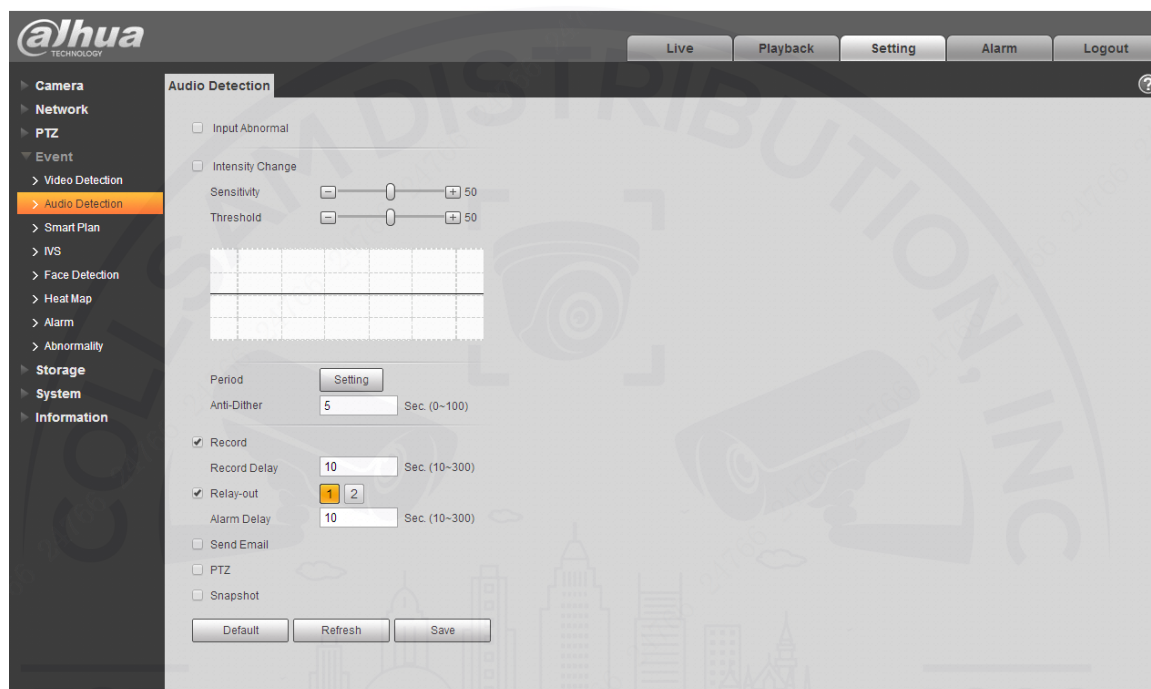 alhua
TECHNOLOGY
Live
Playback
Setting
Alarm
Logout
Camera
Network
PTZ
Event
> Video Detection
> Audio Detection
> Smart Plan
> IVS
> Face Detection
> Heat Map
> Alarm
> Abnormality
Storage
System
Information
Audio Detection
?
Input Abnormal
Intensity Change
Sensitivity - + 50
Threshold - + 50
Period Setting
Anti-Dither 5 Sec. (0~100)
Record
Record Delay 10 Sec. (10~300)
Relay-out 1 2
Alarm Delay 10 Sec. (10~300)
Send Email
PTZ
Snapshot
Default Refresh Save
COLLSAM DISTRIBUTION, INC